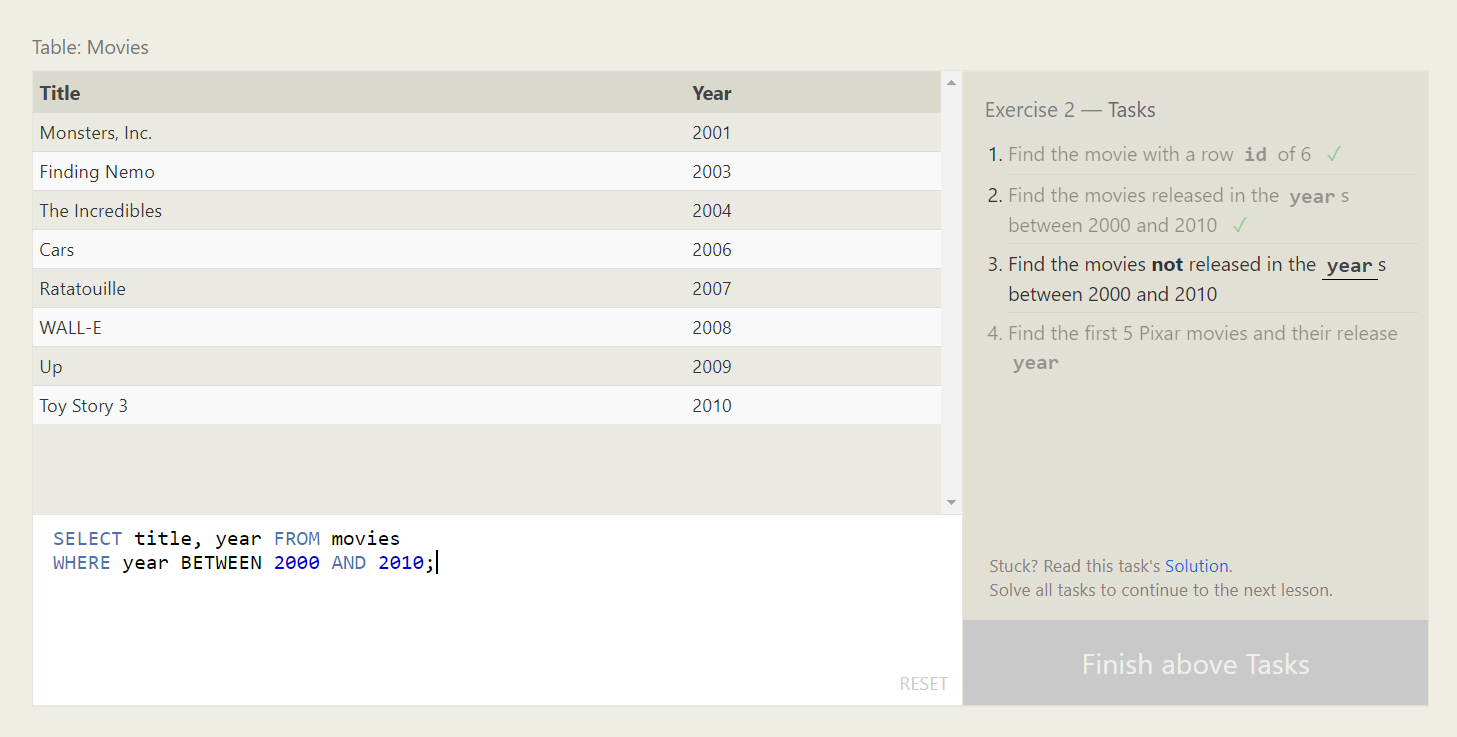 Table: Movies
Title Year
Monsters, Inc. 2001
Finding Nemo 2003
The Incredibles 2004
Cars 2006
Ratatouille 2007
WALL-E 2008
Up 2009
Toy Story 3 2010
SELECT title, year FROM movies
WHERE year BETWEEN 2000 AND 2010;
RESET
Exercise 2 — Tasks
1. Find the movie with a row id of 6 ✓
2. Find the movies released in the year s
between 2000 and 2010 ✓
3. Find the movies not released in the year s
between 2000 and 2010
4. Find the first 5 Pixar movies and their release
year
Stuck? Read this task's Solution.
Solve all tasks to continue to the next lesson.
Finish above Tasks